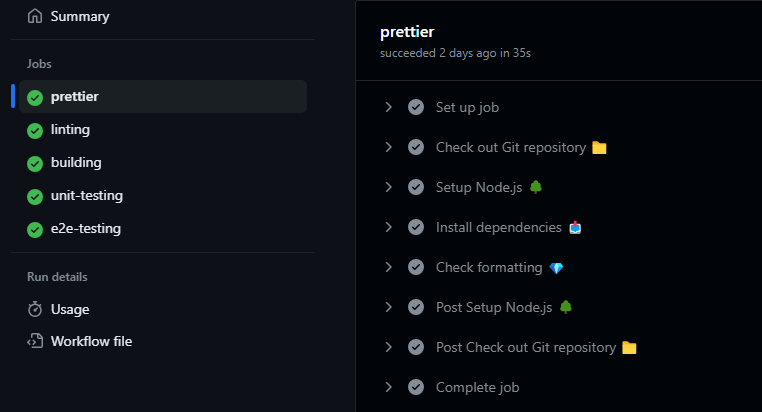 Summary
Jobs
prettier
linting
building
unit-testing
e2e-testing
Run details
Usage
Workflow file
prettier
succeeded 2 days ago in 35s
Set up job
Check out Git repository 📁
Setup Node.js 🌳
Install dependencies 📥
Check formatting 💎
Post Setup Node.js 🌳
Post Check out Git repository 📁
Complete job